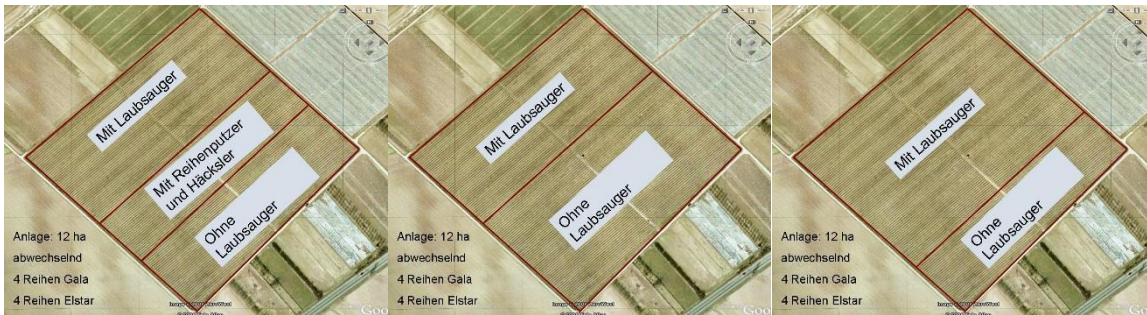 Mit Laubsauger
Mit Reihenputzer
und Häcksler
Ohne
Laubsauger
Anlage: 12 ha
abwechselnd
4 Reihen Gala
4 Reihen Elstar
Mit Laubsauger
Ohne
Laubsauger
Anlage: 12 ha
abwechselnd
4 Reihen Gala
4 Reihen Elstar
Mit Laubsauger
Ohne
Laubsauger
Anlage: 12 ha
abwechselnd
4 Reihen Gala
4 Reihen Elstar